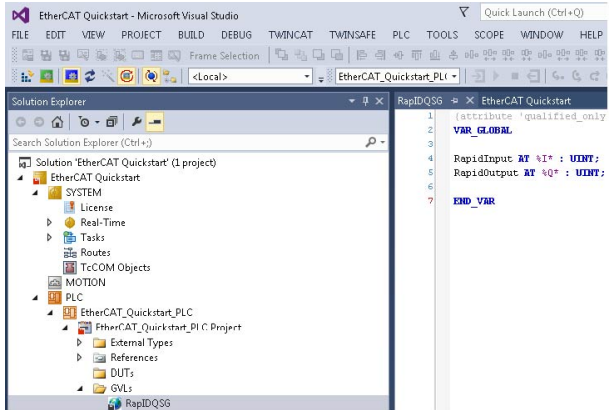 EtherCAT Quickstart - Microsoft Visual Studio
Quick Launch (Ctrl+Q)
FILE EDIT VIEW PROJECT BUILD DEBUG TWINCAT TWINSAFE PLC TOOLS SCOPE WINDOW HELP
Frame Selection
<Local> EtherCAT_Quickstart_PL(
Solution Explorer
RapIDQSG EtherCAT Quickstart
Search Solution Explorer (Ctrl+;)
Solution 'EtherCAT Quickstart' (1 project)
EtherCAT Quickstart
SYSTEM
License
Real-Time
Tasks
Routes
TcCOM Objects
MOTION
PLC
EtherCAT_Quickstart_PLC
EtherCAT_Quickstart_PLC Project
External Types
References
DUTs
GVLs
RapIDQSG
1 {attribute 'qualified_only
2 VAR_GLOBAL
3
4 RapidInput AT %I* : UINT;
5 RapidOutput AT %Q* : UINT;
6
7 END_VAR